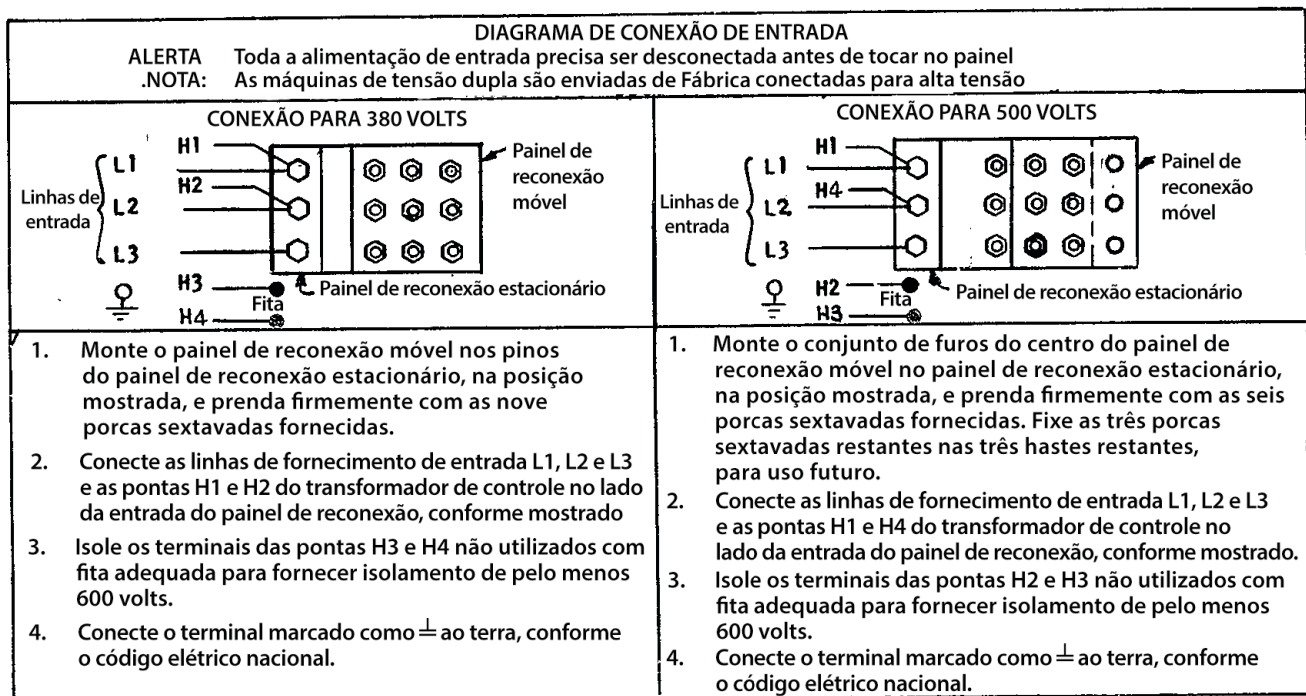 DIAGRAMA DE CONEXÃO DE ENTRADA
ALERTA Toda a alimentação de entrada precisa ser desconectada antes de tocar no painel
.NOTA: As máquinas de tensão dupla são enviadas de Fábrica conectadas para alta tensão
CONEXÃO PARA 380 VOLTS
H1
L1
H2
Linhas de
entrada
L2
L3
H3
Fita
H4
Painel de
reconexão
móvel
Painel de reconexão estacionário
1. Monte o painel de reconexão móvel nos pinos
do painel de reconexão estacionário, na posição
mostrada, e prenda firmemente com as nove
porcas sextavadas fornecidas.
2. Conecte as linhas de fornecimento de entrada L1, L2 e L3
e as pontas H1 e H2 do transformador de controle no lado
da entrada do painel de reconexão, conforme mostrado
3. Isole os terminais das pontas H3 e H4 não utilizados com
fita adequada para fornecer isolamento de pelo menos
600 volts.
4. Conecte o terminal marcado como ⏚ ao terra, conforme
o código elétrico nacional.
CONEXÃO PARA 500 VOLTS
H1
L1
H4
Linhas de
entrada
L2
L3
H2
Fita
H3
Painel de
reconexão
móvel
Painel de reconexão estacionário
1. Monte o conjunto de furos do centro do painel de
reconexão móvel no painel de reconexão estacionário,
na posição mostrada, e prenda firmemente com as seis
porcas sextavadas fornecidas. Fixe as três porcas
sextavadas restantes nas três hastes restantes,
para uso futuro.
2. Conecte as linhas de fornecimento de entrada L1, L2 e L3
e as pontas H1 e H4 do transformador de controle no
lado da entrada do painel de reconexão, conforme mostrado.
3. Isole os terminais das pontas H2 e H3 não utilizados com
fita adequada para fornecer isolamento de pelo menos
600 volts.
4. Conecte o terminal marcado como ⏚ ao terra, conforme
o código elétrico nacional.